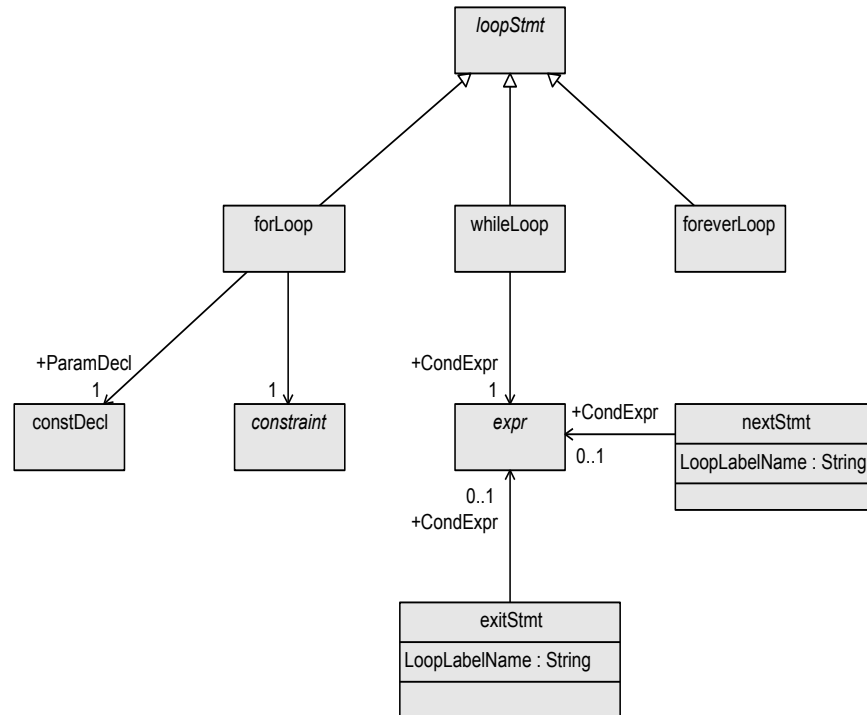 loopStmt
forLoop
whileLoop
foreverLoop
+ParamDecl
1
1
+CondExpr
1
constDecl
constraint
expr
+CondExpr
0..1
nextStmt
LoopLabelName : String
0..1
+CondExpr
exitStmt
LoopLabelName : String